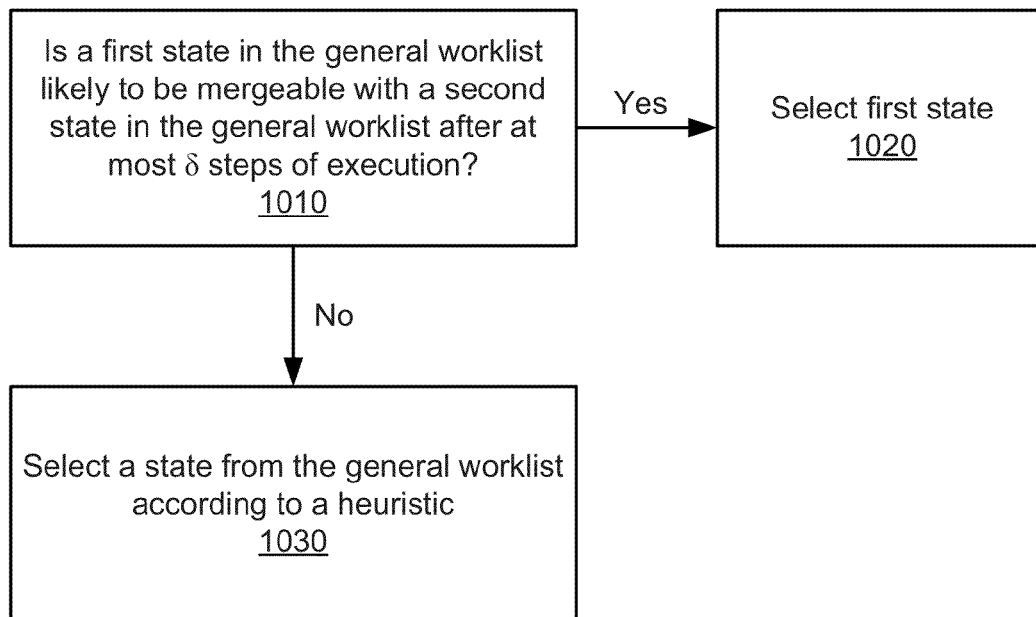 Is a first state in the general worklist
likely to be mergeable with a second
state in the general worklist after at
most δ steps of execution?
1010
Yes
Select first state
1020
No
Select a state from the general worklist
according to a heuristic
1030